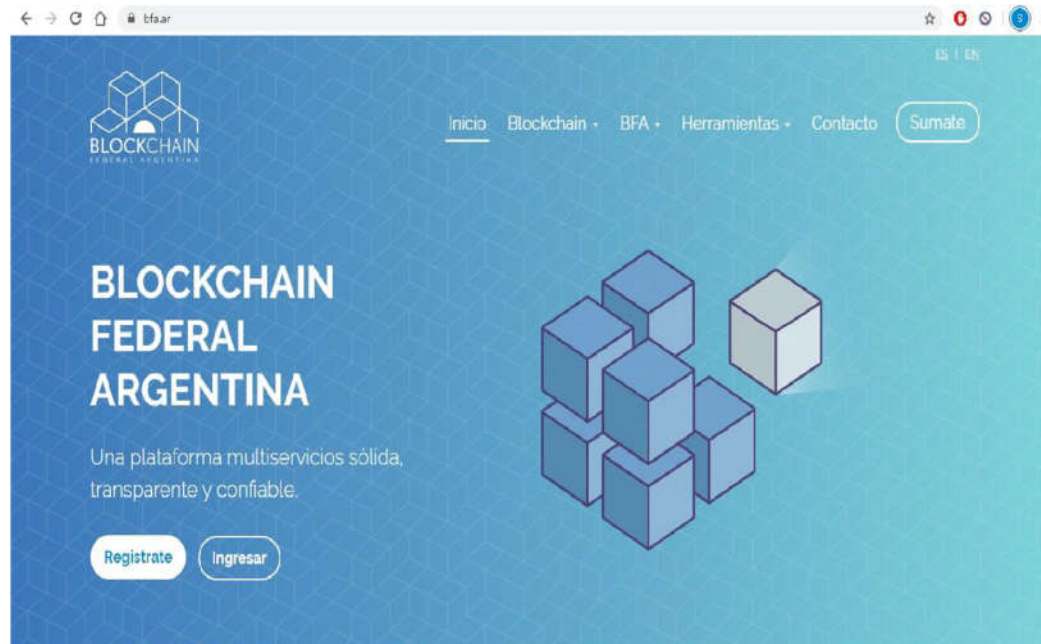 bfa.ar
ES | EN
BLOCKCHAIN
FEDERAL ARGENTINA
Inicio Blockchain BFA Herramientas Contacto Sumate
BLOCKCHAIN
FEDERAL
ARGENTINA
Una plataforma multiservicios sólida,
transparente y confiable.
Registrate Ingresar